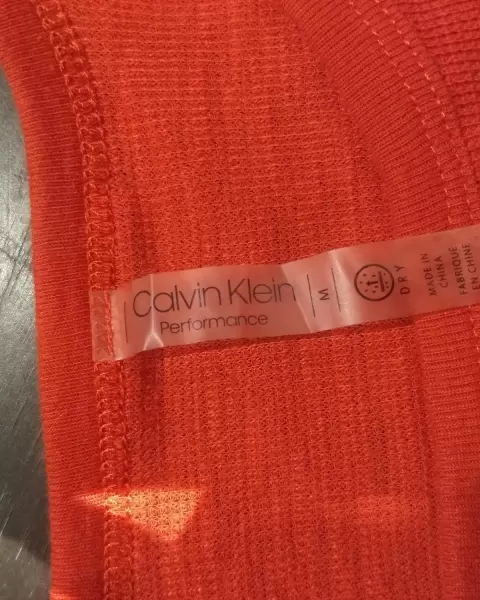 Calvin Klein
Performance
M
DRY
MADE IN
CHINA
FABRIQUÉ
EN CHINE